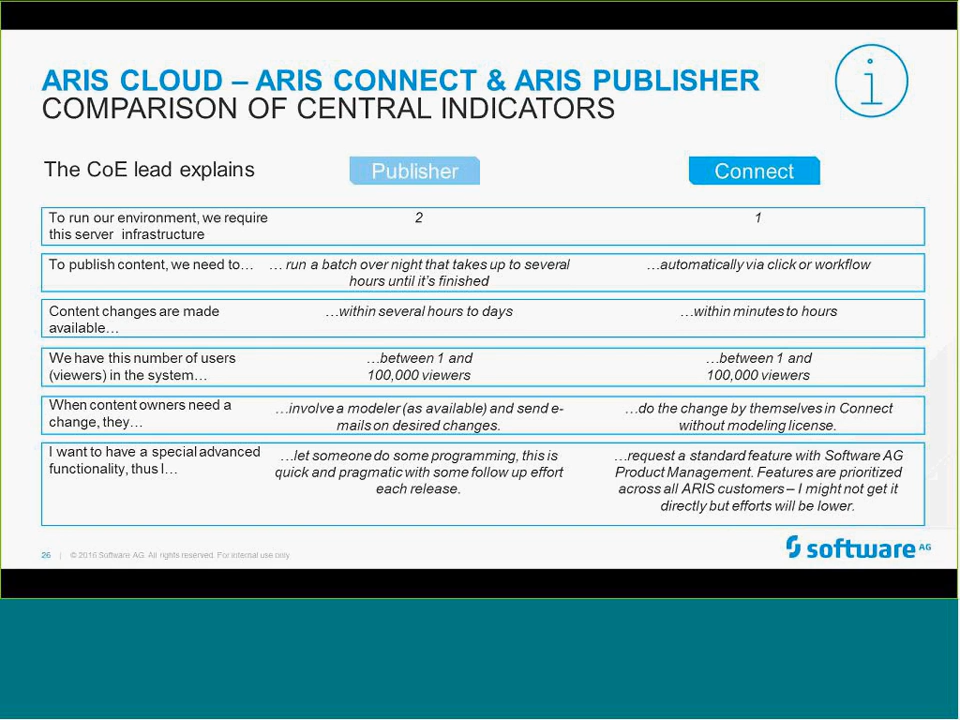 ARIS CLOUD – ARIS CONNECT & ARIS PUBLISHER
COMPARISON OF CENTRAL INDICATORS
i
The CoE lead explains
Publisher
Connect
To run our environment, we require
this server infrastructure
2
1
To publish content, we need to…
… run a batch over night that takes up to several
hours until it’s finished
…automatically via click or workflow
Content changes are made
available…
…within several hours to days
…within minutes to hours
We have this number of users
(viewers) in the system…
…between 1 and
100,000 viewers
…between 1 and
100,000 viewers
When content owners need a
change, they…
…involve a modeler (as available) and send e-
mails on desired changes.
…do the change by themselves in Connect
without modeling license.
I want to have a special advanced
functionality, thus I…
…let someone do some programming, this is
quick and pragmatic with some follow up effort
each release.
…request a standard feature with Software AG
Product Management. Features are prioritized
across all ARIS customers – I might not get it
directly but efforts will be lower.
26 | © 2016 Software AG. All rights reserved. For internal use only
software AG